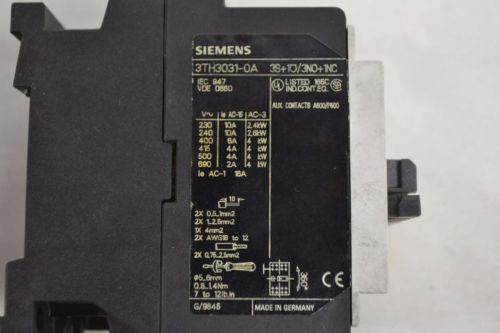 SIEMENS
3TH3031-0A 3S+1Ö/3NO+1NC
IEC 947
VDE 0660
LISTED 165C
IND.CONT.EQ.
AUX. CONTACTS A600/P600
V~ Ie AC-15 AC-3
230 10A 2,4kW
240 10A 2,6kW
400 6A 4 kW
415 4A 4 kW
500 4A 4 kW
690 2A 4 kW
Ie AC-1 16A
10
2X 0,5..1mm2
2X 1..2,5mm2
1X 4mm2
2X AWG18 to 12
2X 0,75..2,5mm2
Ø5..6mm
0,8..1,4Nm
7 to 12lb.in
360°
CE
G/9846 MADE IN GERMANY